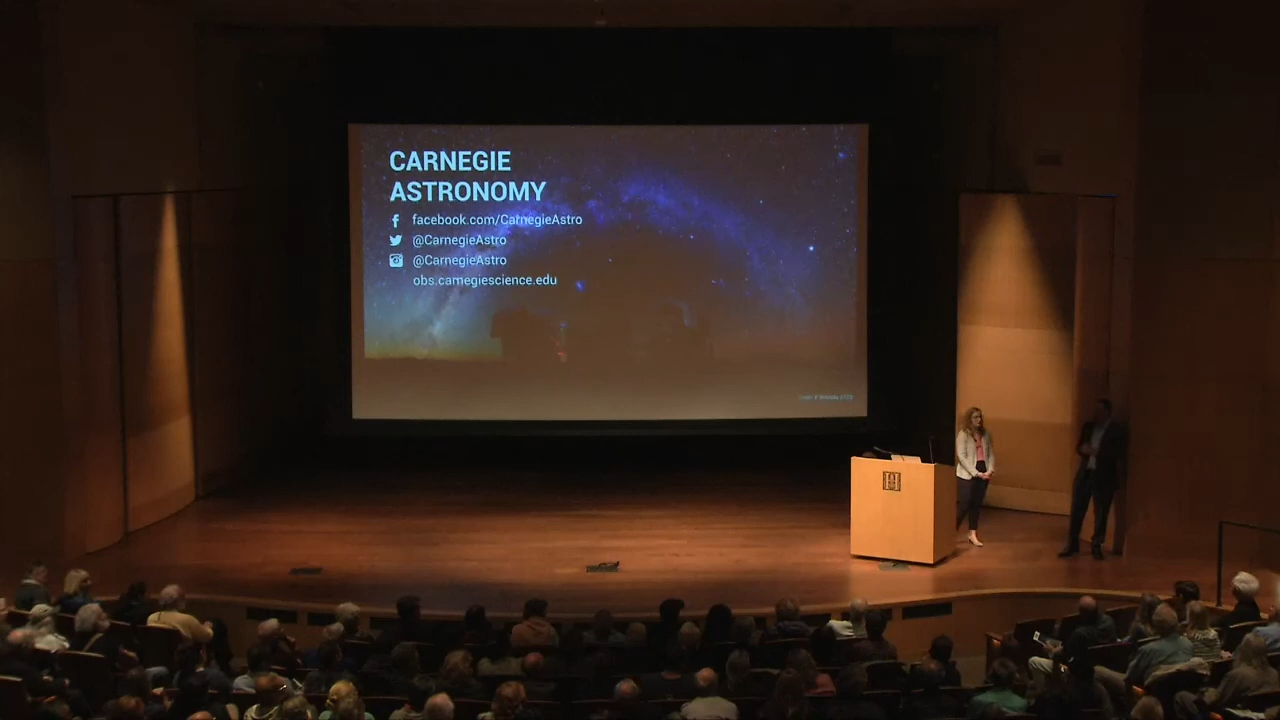 CARNEGIE
ASTRONOMY
facebook.com/CarnegieAstro
@CarnegieAstro
@CarnegieAstro
obs.carnegiescience.edu